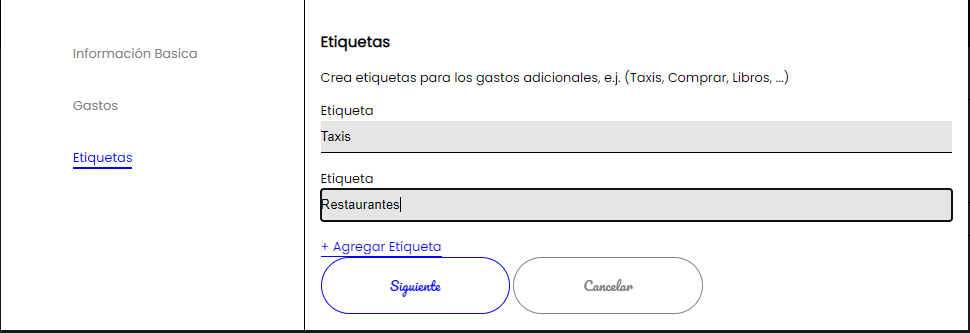 Información Basica
Gastos
Etiquetas
Etiquetas
Crea etiquetas para los gastos adicionales, e.j. (Taxis, Comprar, Libros, ...)
Etiqueta
Taxis
Etiqueta
Restaurantes
+ Agregar Etiqueta
Siguiente Cancelar